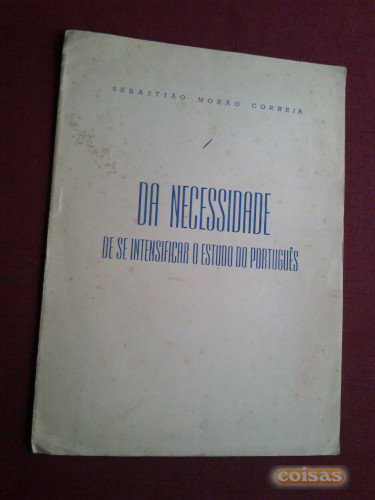 SEBASTIÃO MORÃO CORREIA
DA NECESSIDADE
DE SE INTENSIFICAR O ESTUDO DO PORTUGUÊS
coisas